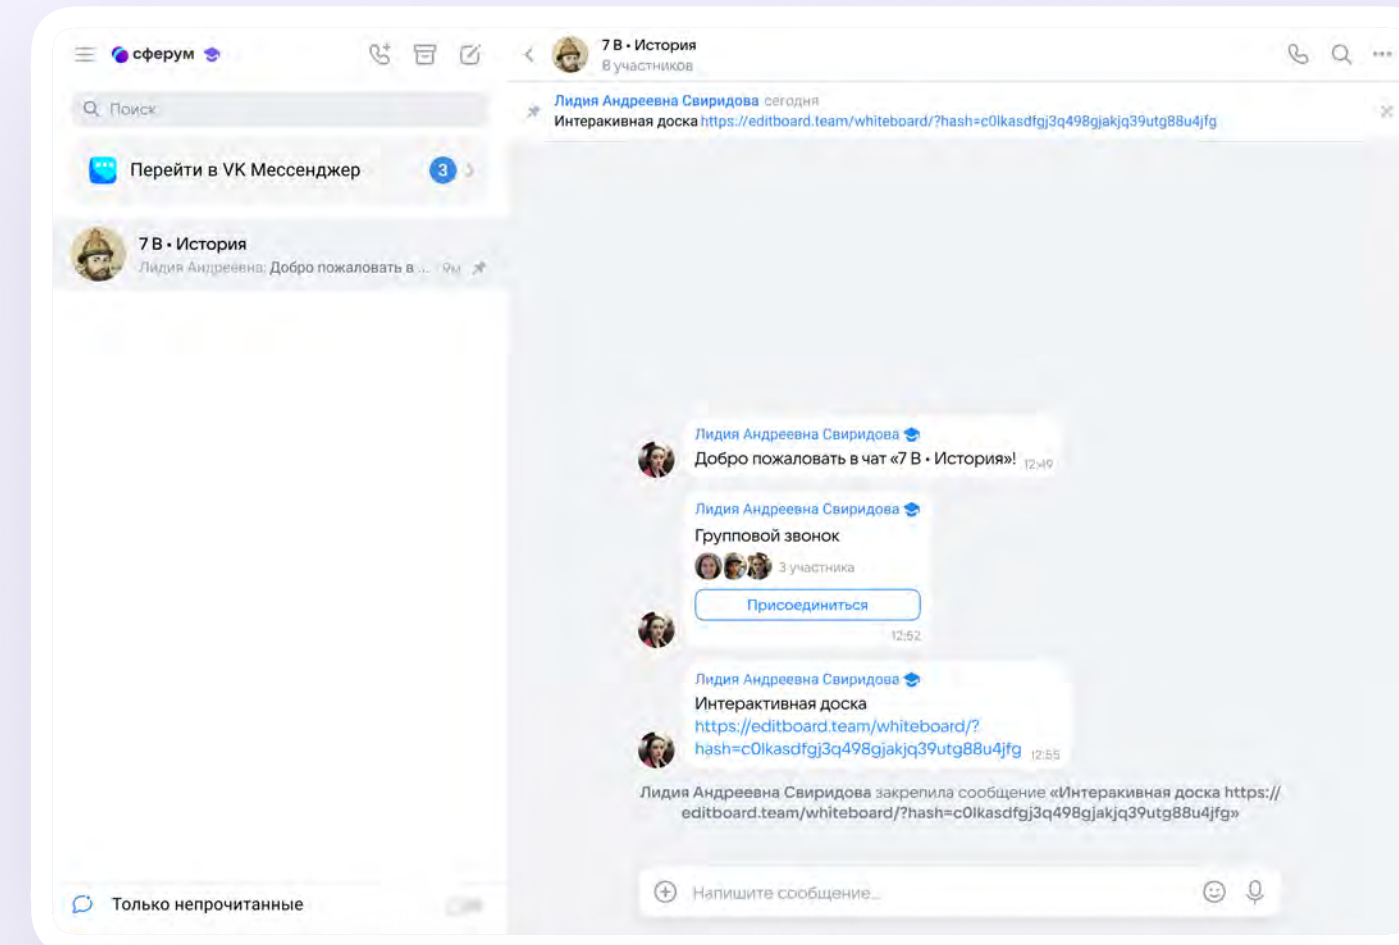 сферум
Поиск
Перейти в VK Мессенджер
3
7 В • История
Лидия Андреевна: Добро пожаловать в ... 9м
Только непрочитанные
7 В • История
8 участников
Лидия Андреевна Свиридова сегодня
Интеракивная доска https://editboard.team/whiteboard/?hash=c0lkasdfgj3q498gjakjq39utg88u4jfg
Лидия Андреевна Свиридова
Добро пожаловать в чат «7 В • История»! 12:49
Лидия Андреевна Свиридова
Групповой звонок
3 участника
Присоединиться
12:52
Лидия Андреевна Свиридова
Интерактивная доска
https://editboard.team/whiteboard/?
hash=c0lkasdfgj3q498gjakjq39utg88u4jfg 12:55
Лидия Андреевна Свиридова закрепила сообщение «Интеракивная доска https://
editboard.team/whiteboard/?hash=c0lkasdfgj3q498gjakjq39utg88u4jfg»
Напишите сообщение...